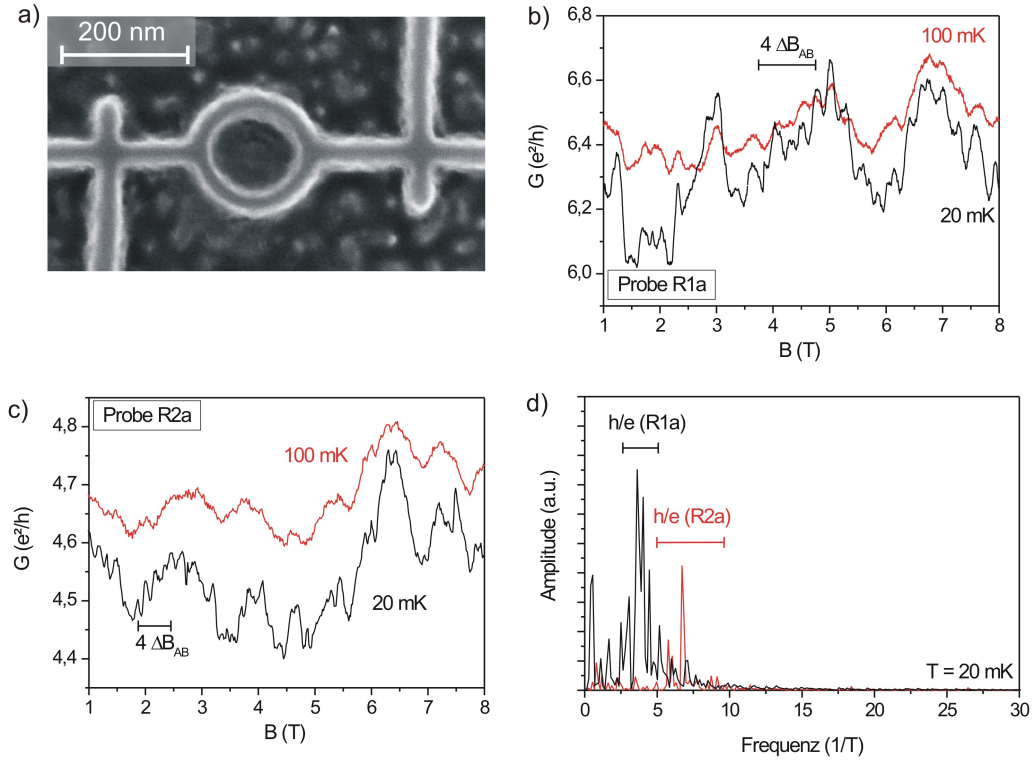 a)
200 nm
b)
6,8
6,6
6,4
6,2
6,0
G (e²/h)
4 ΔB_AB
100 mK
20 mK
Probe R1a
1 2 3 4 5 6 7 8
B (T)
c)
Probe R2a
4,8
4,7
4,6
4,5
4,4
G (e²/h)
100 mK
20 mK
4 ΔB_AB
1 2 3 4 5 6 7 8
B (T)
d)
h/e (R1a)
h/e (R2a)
Amplitude (a.u.)
T = 20 mK
0 5 10 15 20 25 30
Frequenz (1/T)